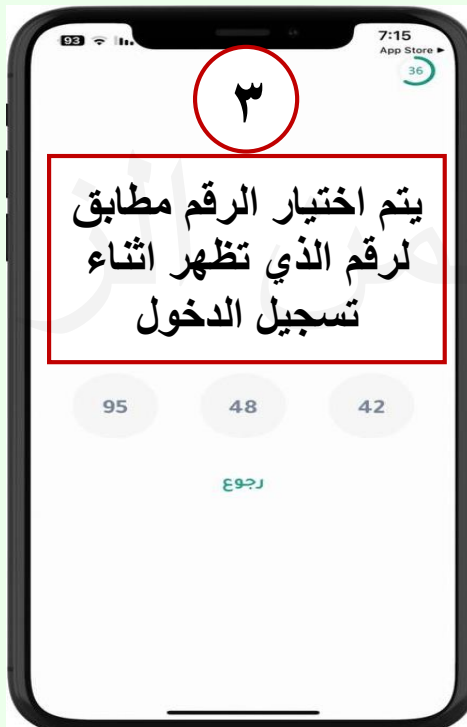 93 7:15
App Store
36
٣
يتم اختيار الرقم مطابق
لرقم الذي تظهر اثناء
تسجيل الدخول
95 48 42
رجوع